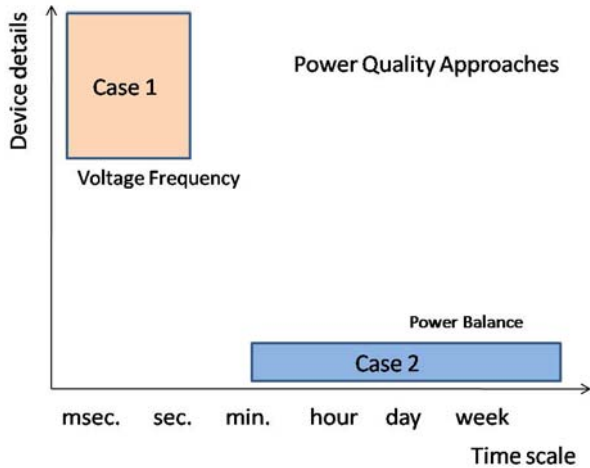 Device details
Case 1
Power Quality Approaches
Voltage Frequency
Power Balance
Case 2
msec. sec. min. hour day week
Time scale